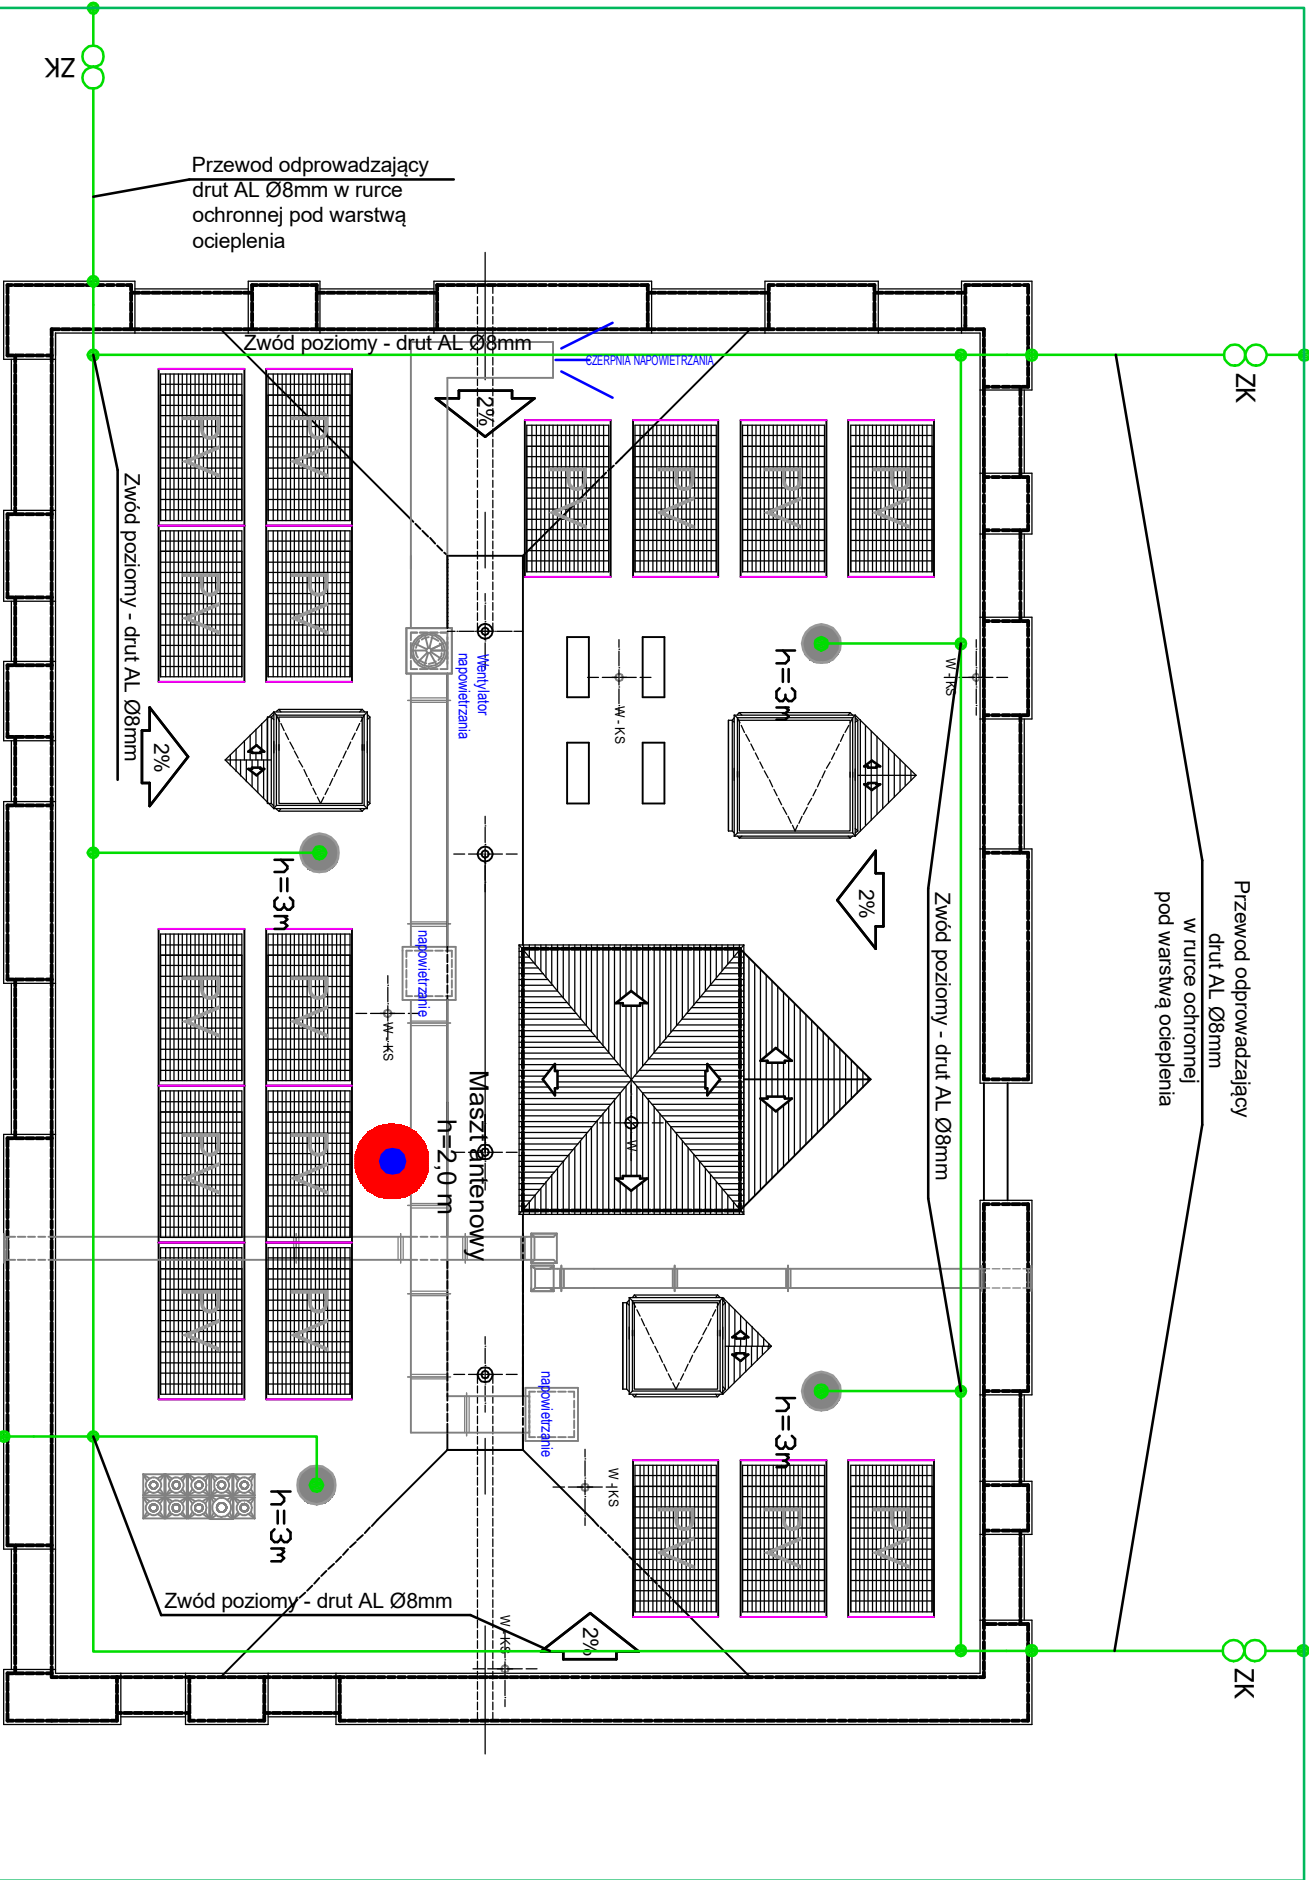 ZK
Przewod odprowadzający
drut AL Ø8mm w rurce
ochronnej pod warstwą
ocieplenia
Zwód poziomy - drut AL Ø8mm
CZERPNIA NAPOWIETRZANIA
ZK
2%
PV
PV
PV
PV
PV
PV
PV
PV
Zwód poziomy - drut AL Ø8mm
Wentylator
napowietrzania
h=3m
W - KS
W - KS
2%
h=3m
2%
Zwód poziomy - drut AL Ø8mm
Przewod odprowadzający
drut AL Ø8mm
w rurce ochronnej
pod warstwą ocieplenia
napowietrzanie
PV
PV
W - KS
Maszt antenowy
h=2,0 m
W
PV
PV
PV
PV
napowietrzanie
h=3m
W - KS
h=3m
PV
PV
PV
Zwód poziomy - drut AL Ø8mm
W - KS
2%
ZK